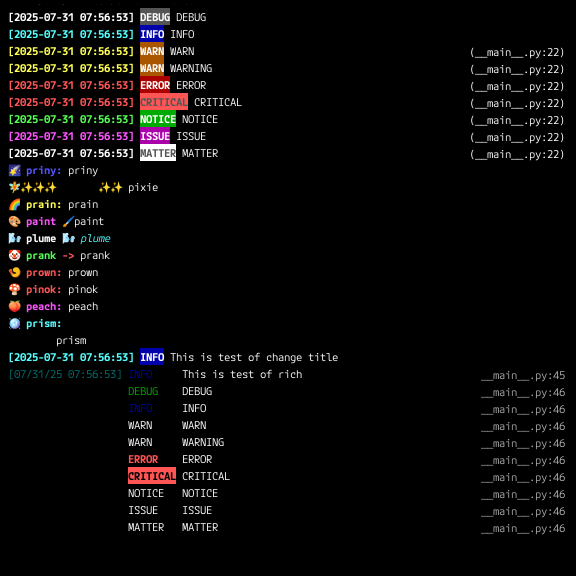 [2025-07-31 07:56:53] DEBUG DEBUG
[2025-07-31 07:56:53] INFO INFO
[2025-07-31 07:56:53] WARN WARN (__main__.py:22)
[2025-07-31 07:56:53] WARN WARNING (__main__.py:22)
[2025-07-31 07:56:53] ERROR ERROR (__main__.py:22)
[2025-07-31 07:56:53] CRITICAL CRITICAL (__main__.py:22)
[2025-07-31 07:56:53] NOTICE NOTICE (__main__.py:22)
[2025-07-31 07:56:53] ISSUE ISSUE (__main__.py:22)
[2025-07-31 07:56:53] MATTER MATTER (__main__.py:22)
🌠 priny: priny
🧚✨✨✨ ✨✨ pixie
🌈 prain: prain
🎨 paint 🖌️paint
🌬️ plume 🌬️ plume
🤡 prank -> prank
🍤 prown: prown
🍄 pinok: pinok
🍑 peach: peach
🪩 prism:
prism
[2025-07-31 07:56:53] INFO This is test of change title
[07/31/25 07:56:53] INFO This is test of rich __main__.py:45
DEBUG DEBUG __main__.py:46
INFO INFO __main__.py:46
WARN WARN __main__.py:46
WARN WARNING __main__.py:46
ERROR ERROR __main__.py:46
CRITICAL CRITICAL __main__.py:46
NOTICE NOTICE __main__.py:46
ISSUE ISSUE __main__.py:46
MATTER MATTER __main__.py:46